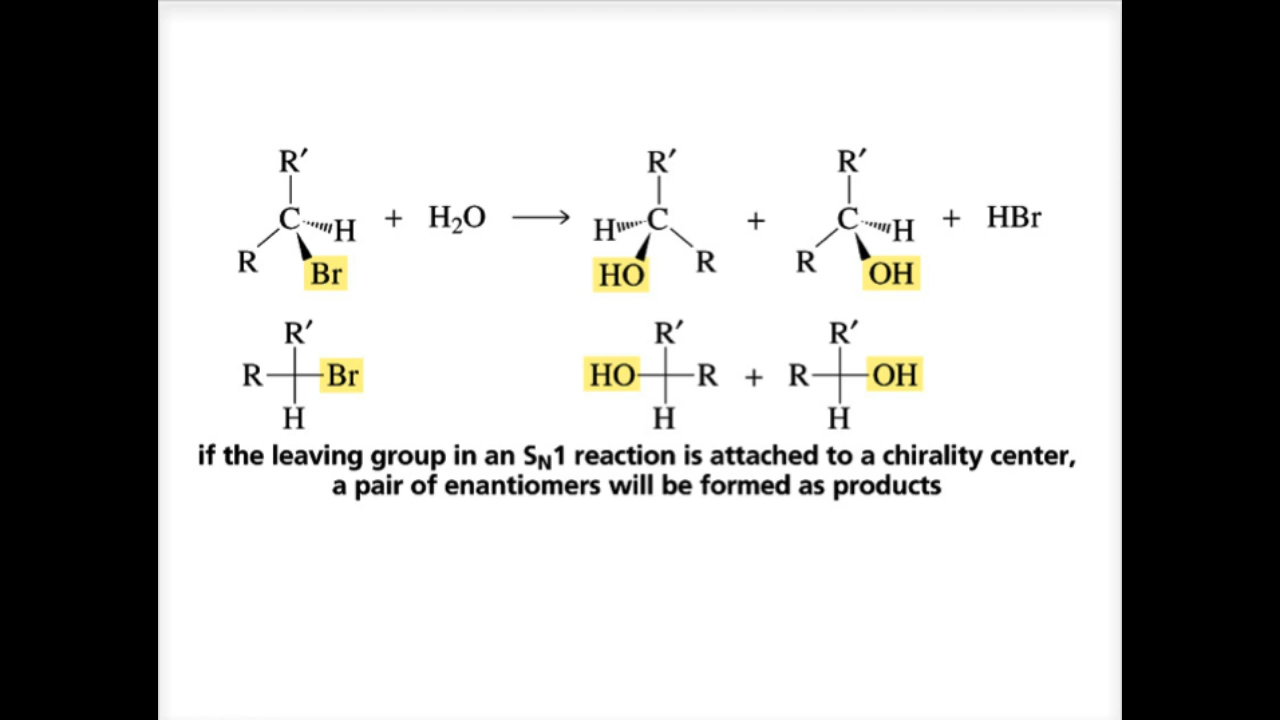 R′ R′ R′
C H + H₂O ⟶ H C + C H + HBr
R Br HO R R OH
R′ R′ R′
R Br HO R + R OH
H H H
if the leaving group in an SN1 reaction is attached to a chirality center,
a pair of enantiomers will be formed as products